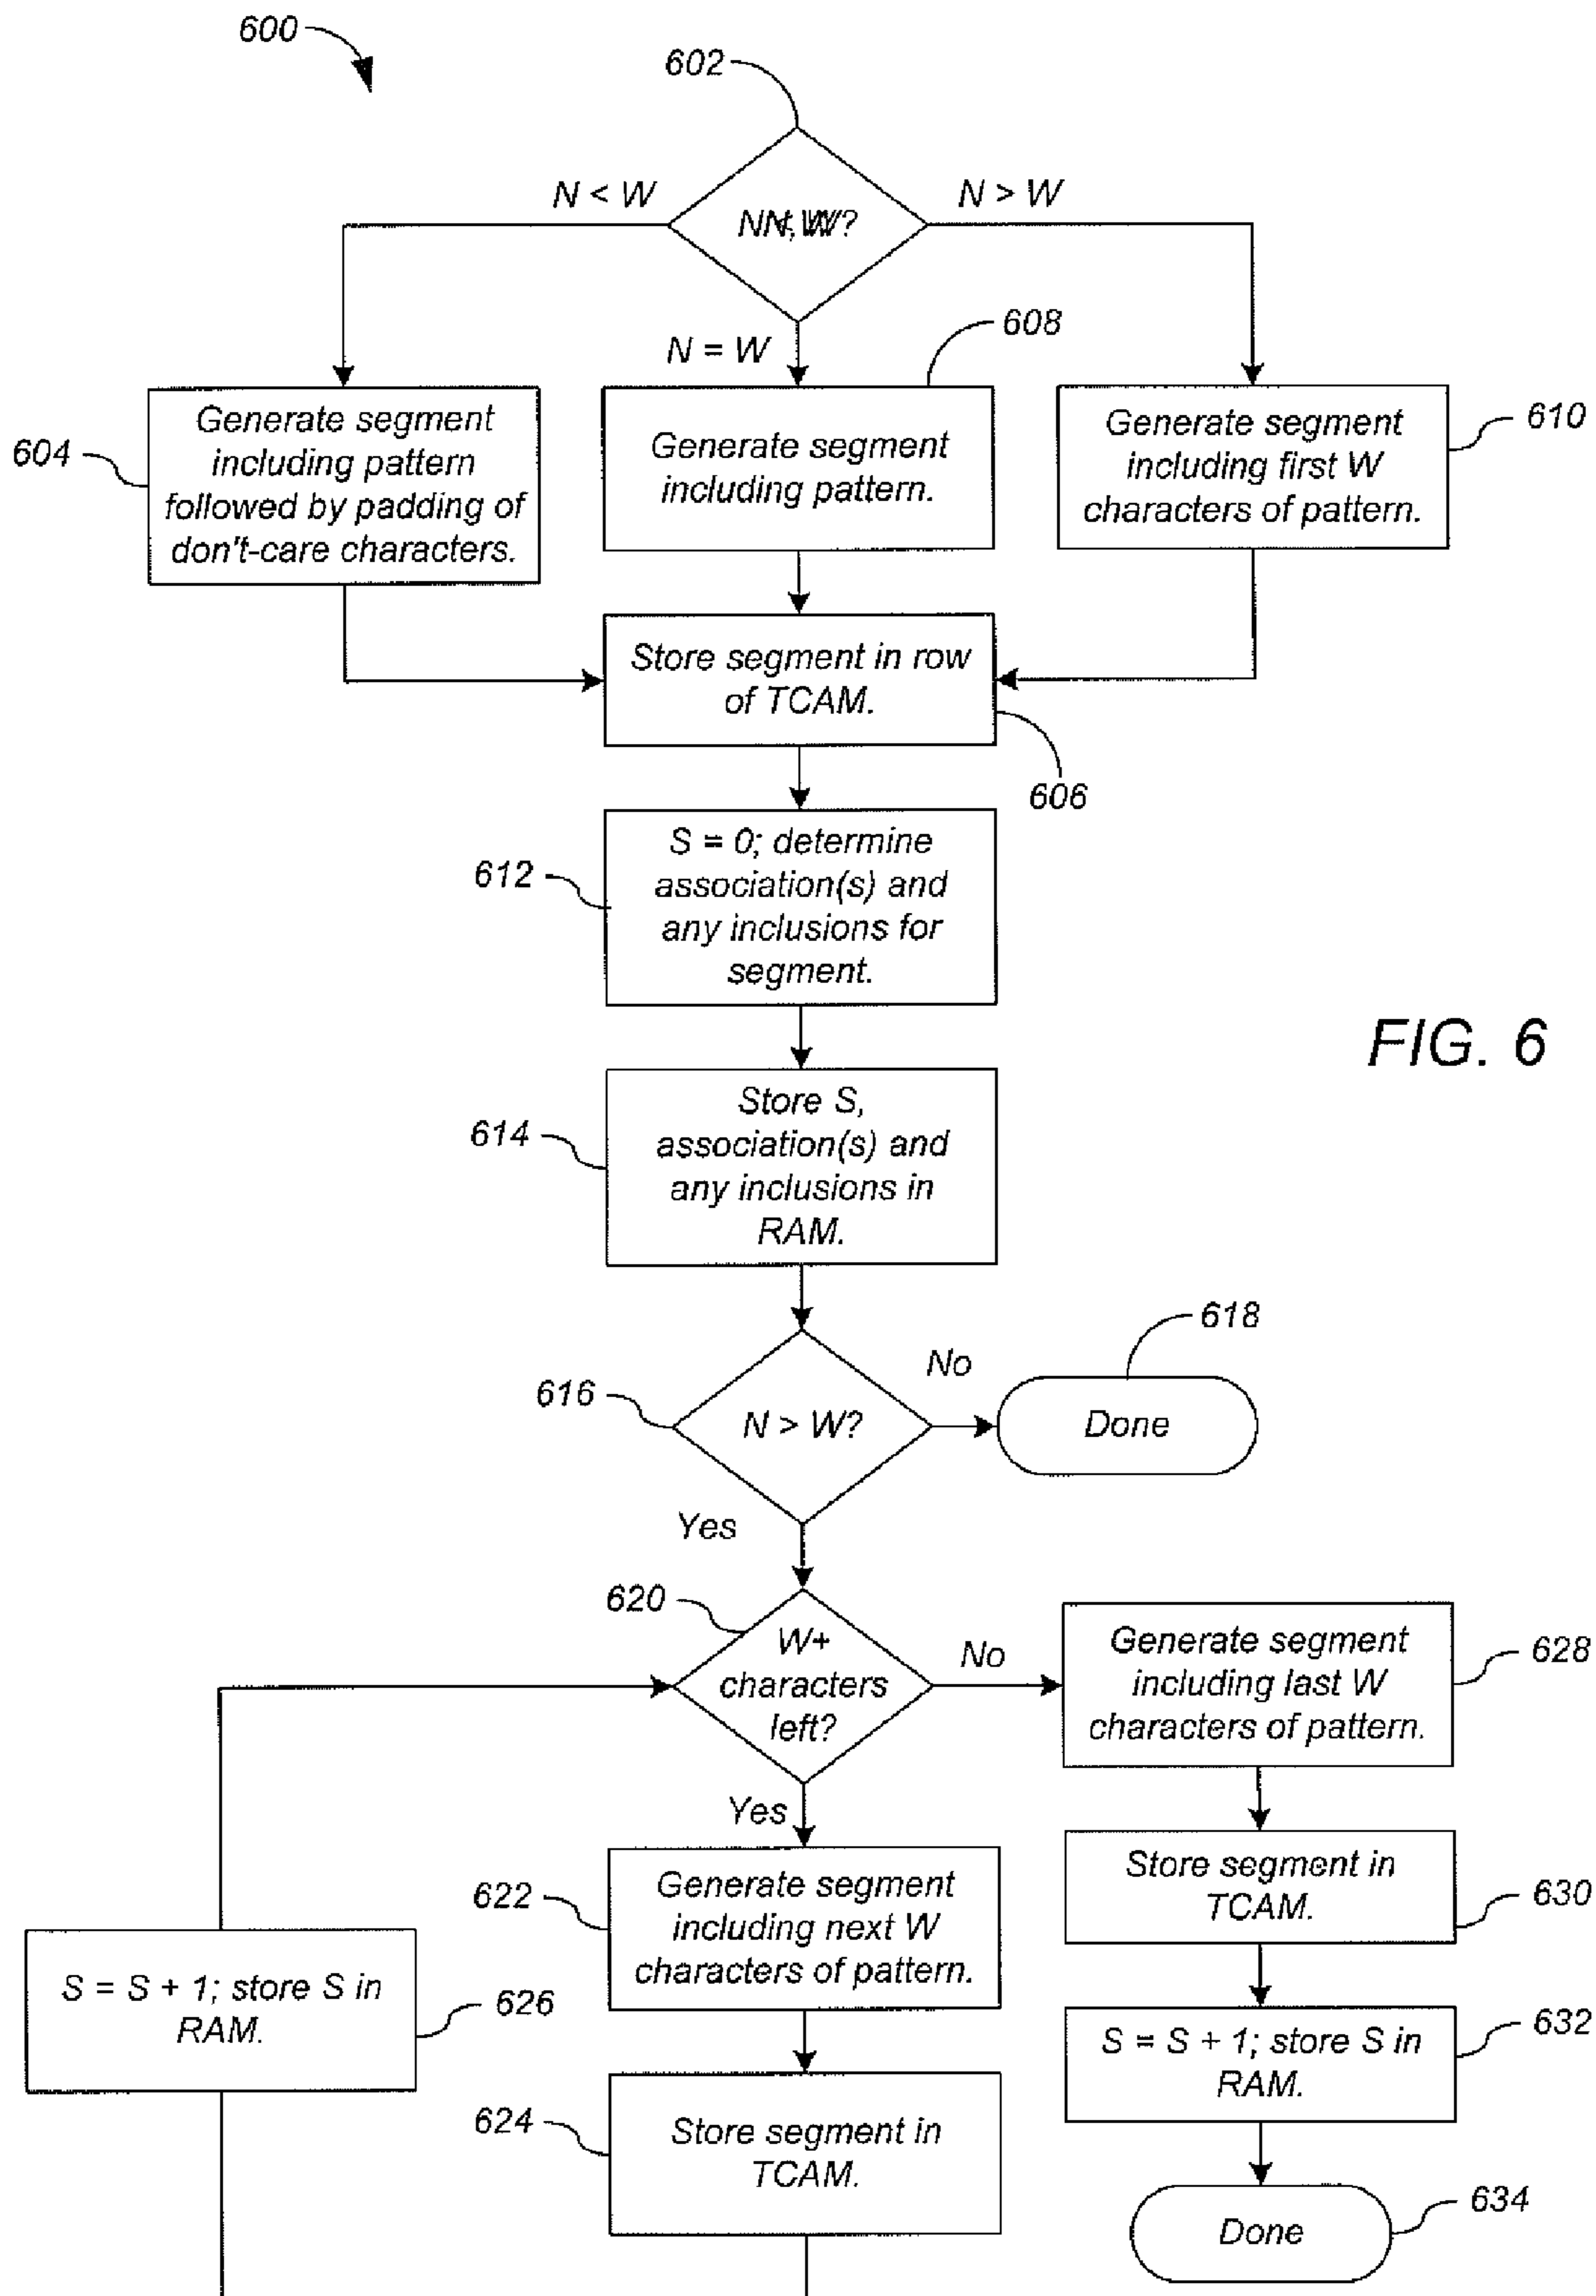 600
602
N < W
N > W
N = W
608
604
Generate segment
including pattern
followed by padding of
don't-care characters.
Generate segment
including pattern.
Generate segment
including first W
characters of pattern.
610
Store segment in row
of TCAM.
606
612
S = 0; determine
association(s) and
any inclusions for
segment.
FIG. 6
614
Store S,
association(s) and
any inclusions in
RAM.
618
616
N > W?
No
Done
Yes
620
W+
characters
left?
No
Generate segment
including last W
characters of pattern.
628
Yes
622
Generate segment
including next W
characters of pattern.
Store segment in
TCAM.
630
S = S + 1; store S in
RAM.
626
S = S + 1; store S in
RAM.
632
624
Store segment in
TCAM.
Done
634